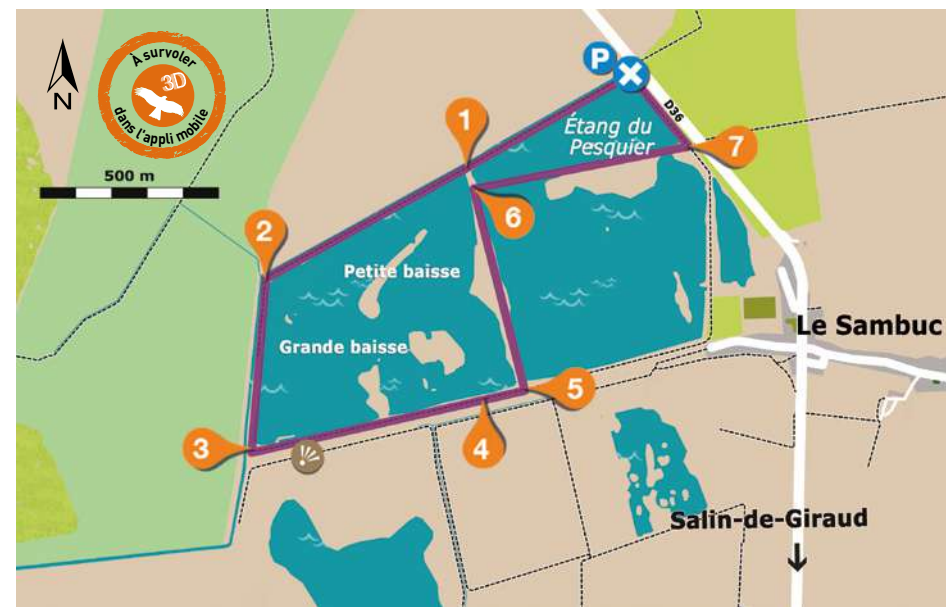 À survoler
3D
dans l'appli mobile
N
500 m
P
D36
1
Étang du
Pesquier
7
6
2
Petite baisse
Grande baisse
Le Sambuc
5
3
4
Salin-de-Giraud